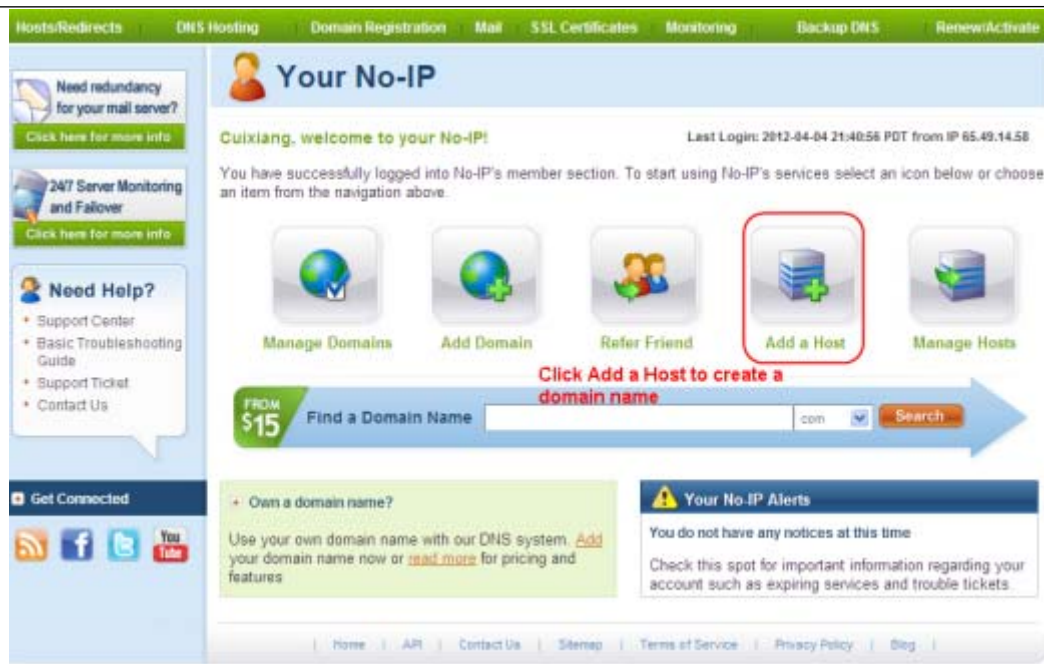 Hosts/Redirects DNS Hosting Domain Registration Mail SSL Certificates Monitoring Backup DNS Renew/Activate
Need redundancy
for your mail server?
Click here for more info
24/7 Server Monitoring
and Failover
Click here for more info
Need Help?
Support Center
Basic Troubleshooting
Guide
Support Ticket
Contact Us
Get Connected
You
Tube
Your No-IP
Cuixiang, welcome to your No-IP!
Last Login: 2012-04-04 21:40:56 PDT from IP 65.49.14.58
You have successfully logged into No-IP's member section. To start using No-IP's services select an icon below or choose
an item from the navigation above.
Manage Domains Add Domain Refer Friend Add a Host Manage Hosts
Click Add a Host to create a
domain name
FROM
$15
Find a Domain Name com Search
Own a domain name?
Use your own domain name with our DNS system. Add
your domain name now or read more for pricing and
features
Your No-IP Alerts
You do not have any notices at this time
Check this spot for important information regarding your
account such as expiring services and trouble tickets.
| Home | API | Contact Us | Sitemap | Terms of Service | Privacy Policy | Blog |